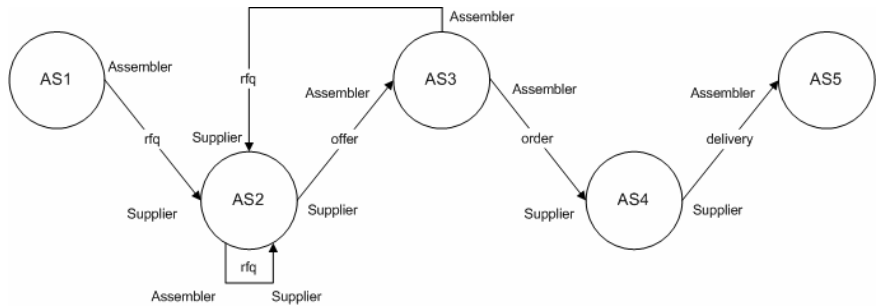 Assembler
AS1
Assembler
rfq
Assembler
AS3
Assembler
Assembler
AS5
rfq
Supplier
offer
order
delivery
Supplier
AS2
Supplier
Supplier
AS4
Supplier
rfq
Assembler
Supplier